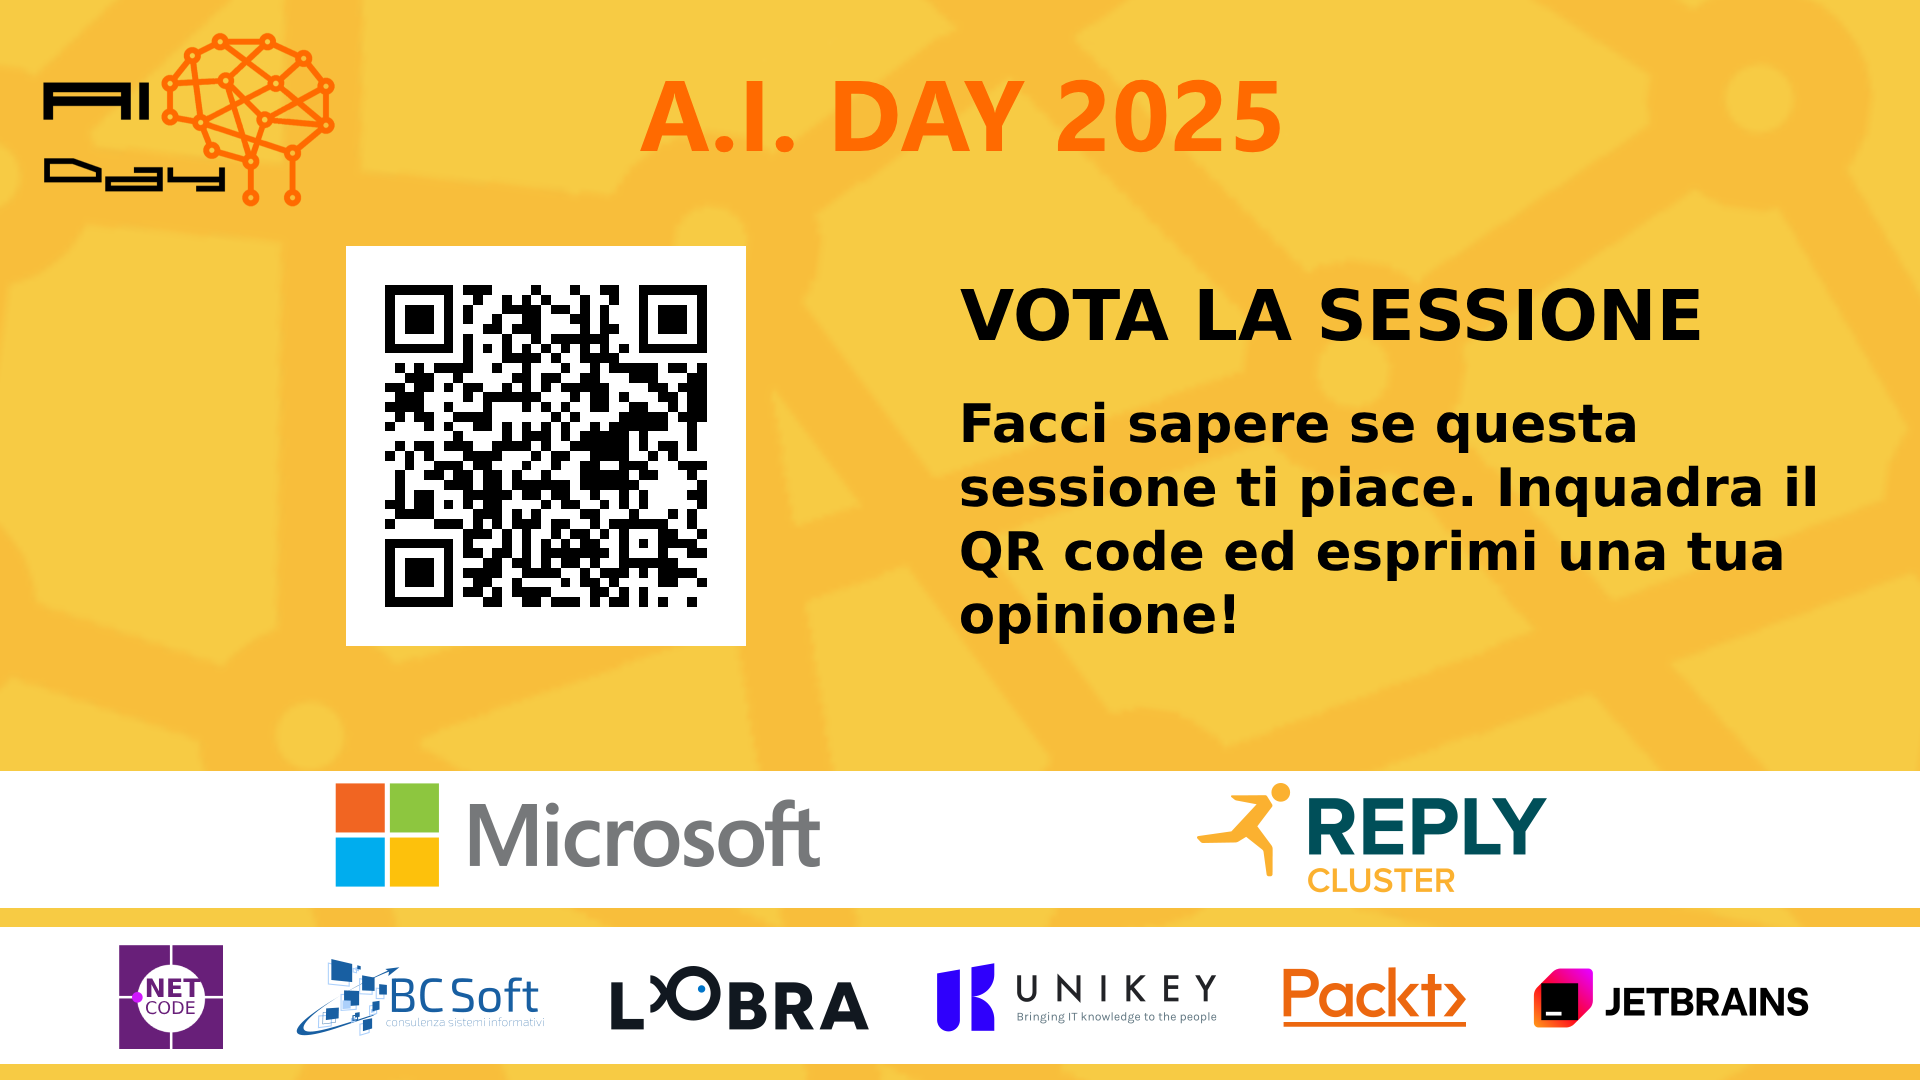 AI
Day
A.I. DAY 2025
VOTA LA SESSIONE
Facci sapere se questa
sessione ti piace. Inquadra il
QR code ed esprimi una tua
opinione!
Microsoft
REPLY
CLUSTER
NET
CODE
BC Soft
consulenza sistemi informativi
LOBRA
UNIKEY
Bringing IT knowledge to the people
Packt>
JETBRAINS